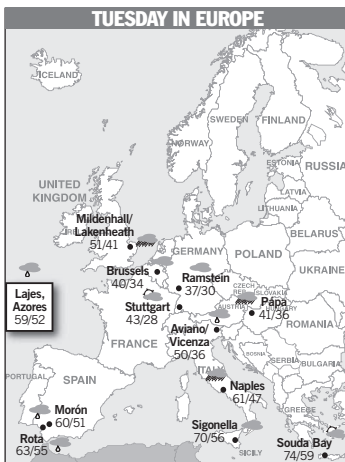 TUESDAY IN EUROPE
ICELAND
SWEDEN
FINLAND
NORWAY
ESTONIA
RUSSIA
LATVIA
LITHUANIA
UNITED
KINGDOM
BELARUS
Mildenhall/
Lakenheath
51/41
GERMANY
POLAND
UKRAINE
Brussels
40/34
Ramstein
37/30
CZECH
REP.
SLOVAKIA
Lajes,
Azores
59/52
Stuttgart
43/28
AUSTRIA
Pápa
41/36
ROMANIA
FRANCE
Aviano/
Vicenza
50/36
BOSNIA
SERBIA
BULGARIA
ITALY
PORTUGAL
SPAIN
Naples
61/47
Morón
60/51
GREECE
Rota
63/55
Sigonella
70/56
SICILY
Souda Bay
74/59